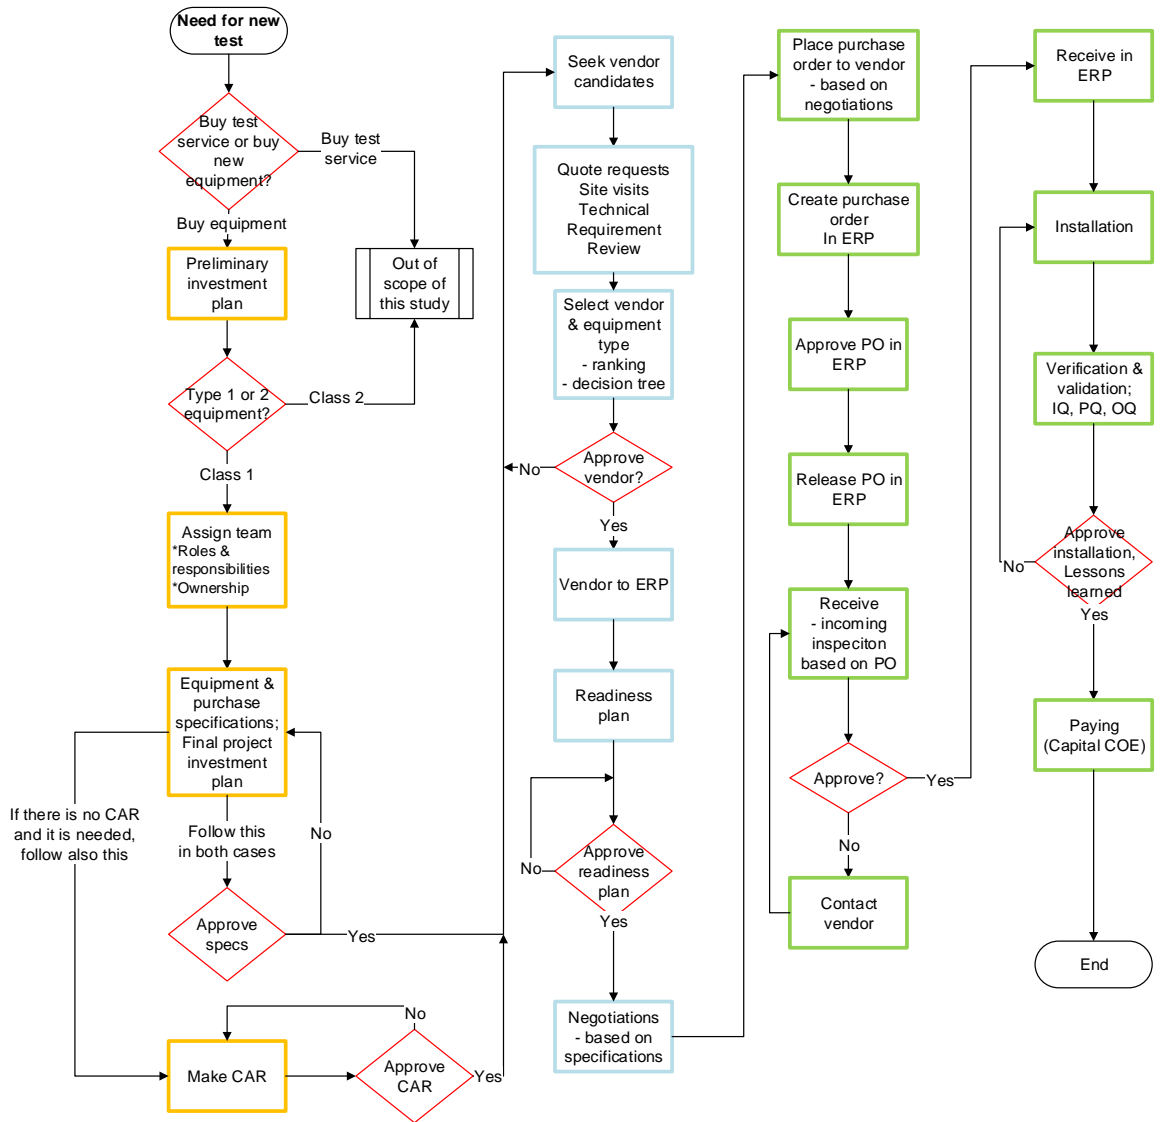 Need for new
test
Buy test
service or buy
new
equipment?
Buy test
service
Buy equipment
Preliminary
investment
plan
Out of
scope of
this study
Type 1 or 2
equipment?
Class 2
Class 1
Assign team
*Roles &
responsibilities
*Ownership
Equipment &
purchase
specifications;
Final project
investment
plan
If there is no CAR
and it is needed,
follow also this
Follow this
in both cases
No
Approve
specs
Yes
Make CAR
No
Approve
CAR
Yes
Seek vendor
candidates
Quote requests
Site visits
Technical
Requirement
Review
Select vendor
& equipment
type
- ranking
- decision tree
Approve
vendor?
No
Yes
Vendor to ERP
Readiness
plan
Approve
readiness
plan
No
Yes
Negotiations
- based on
specifications
Place purchase
order to vendor
- based on
negotiations
Create purchase
order
In ERP
Approve PO in
ERP
Release PO in
ERP
Receive
- incoming
inspeciton
based on PO
Approve?
Yes
No
Contact
vendor
Receive in
ERP
Installation
Verification &
validation;
IQ, PQ, OQ
Approve
installation,
Lessons
learned
No
Yes
Paying
(Capital COE)
End